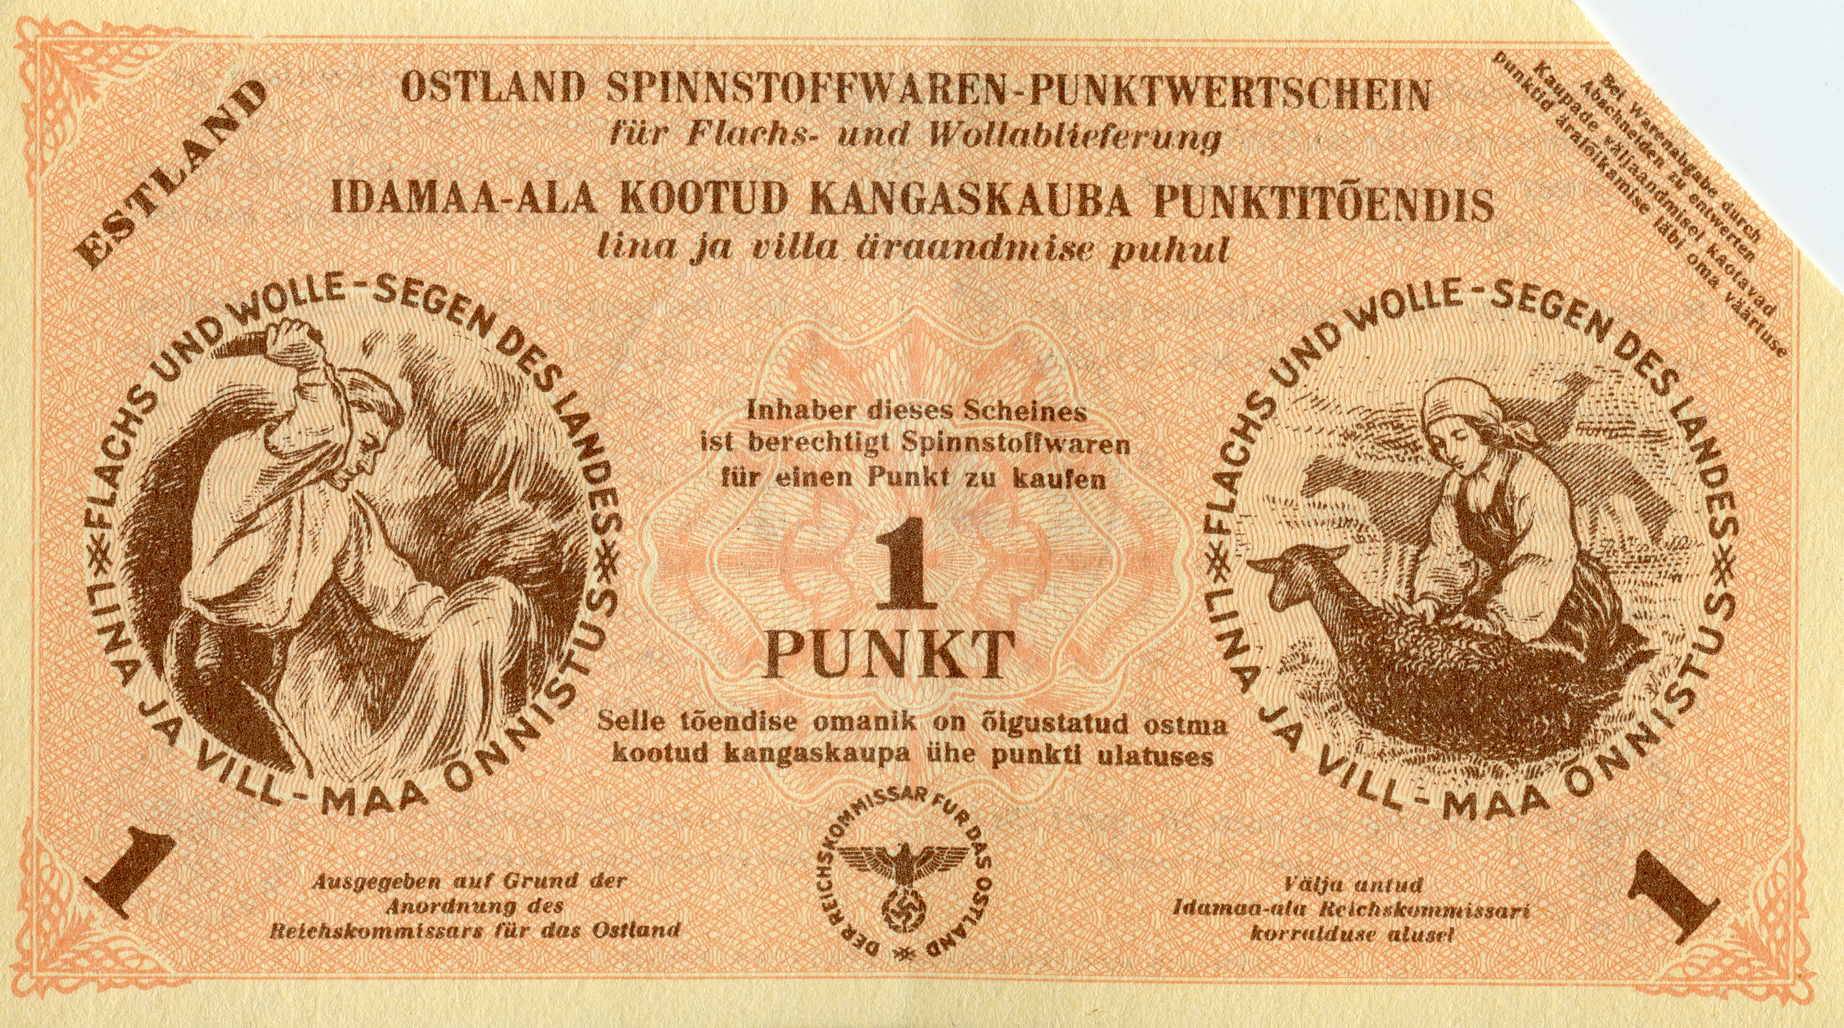 ESTLAND
OSTLAND SPINNSTOFFWAREN-PUNKTWERTSCHEIN
für Flachs- und Wollablieferung
IDAMAA-ALA KOOTUD KANGASKAUBA PUNKTITÕENDIS
lina ja villa äraandmise puhul
Bei Warenabgabe durch
Abschneiden zu entwerten
Kaupade väljaandmisel kaotavad
punktid äralõikamise läbi oma väärtuse
FLACHS UND WOLLE-SEGEN DES LANDES
LINA JA VILL-MAA ÕNNISTUS
Inhaber dieses Scheines
ist berechtigt Spinnstoffwaren
für einen Punkt zu kaufen
1
PUNKT
Selle tõendise omanik on õigustatud ostma
kootud kangaskaupa ühe punkti ulatuses
FLACHS UND WOLLE-SEGEN DES LANDES
LINA JA VILL-MAA ÕNNISTUS
1
Ausgegeben auf Grund der
Anordnung des
Reichskommissars für das Ostland
DER REICHSKOMMISSAR FÜR DAS OSTLAND
Välja antud
Idamaa-ala Reichskommissari
korralduse alusel
1